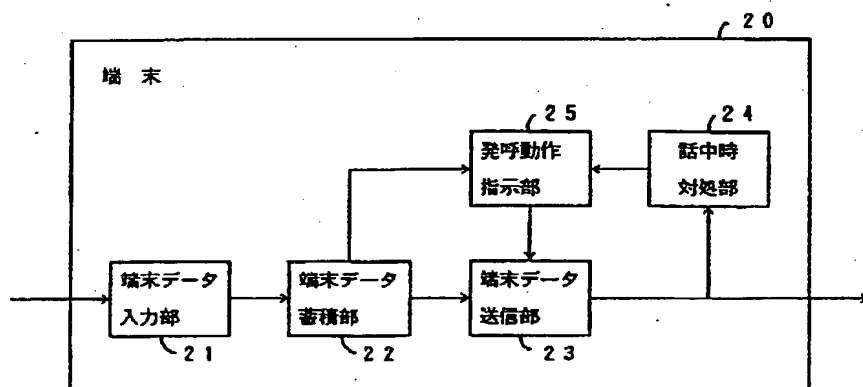 20
端末
25
24
発呼動作
指示部
話中時
対処部
端末データ
入力部
端末データ
蓄積部
端末データ
送信部
21
22
23